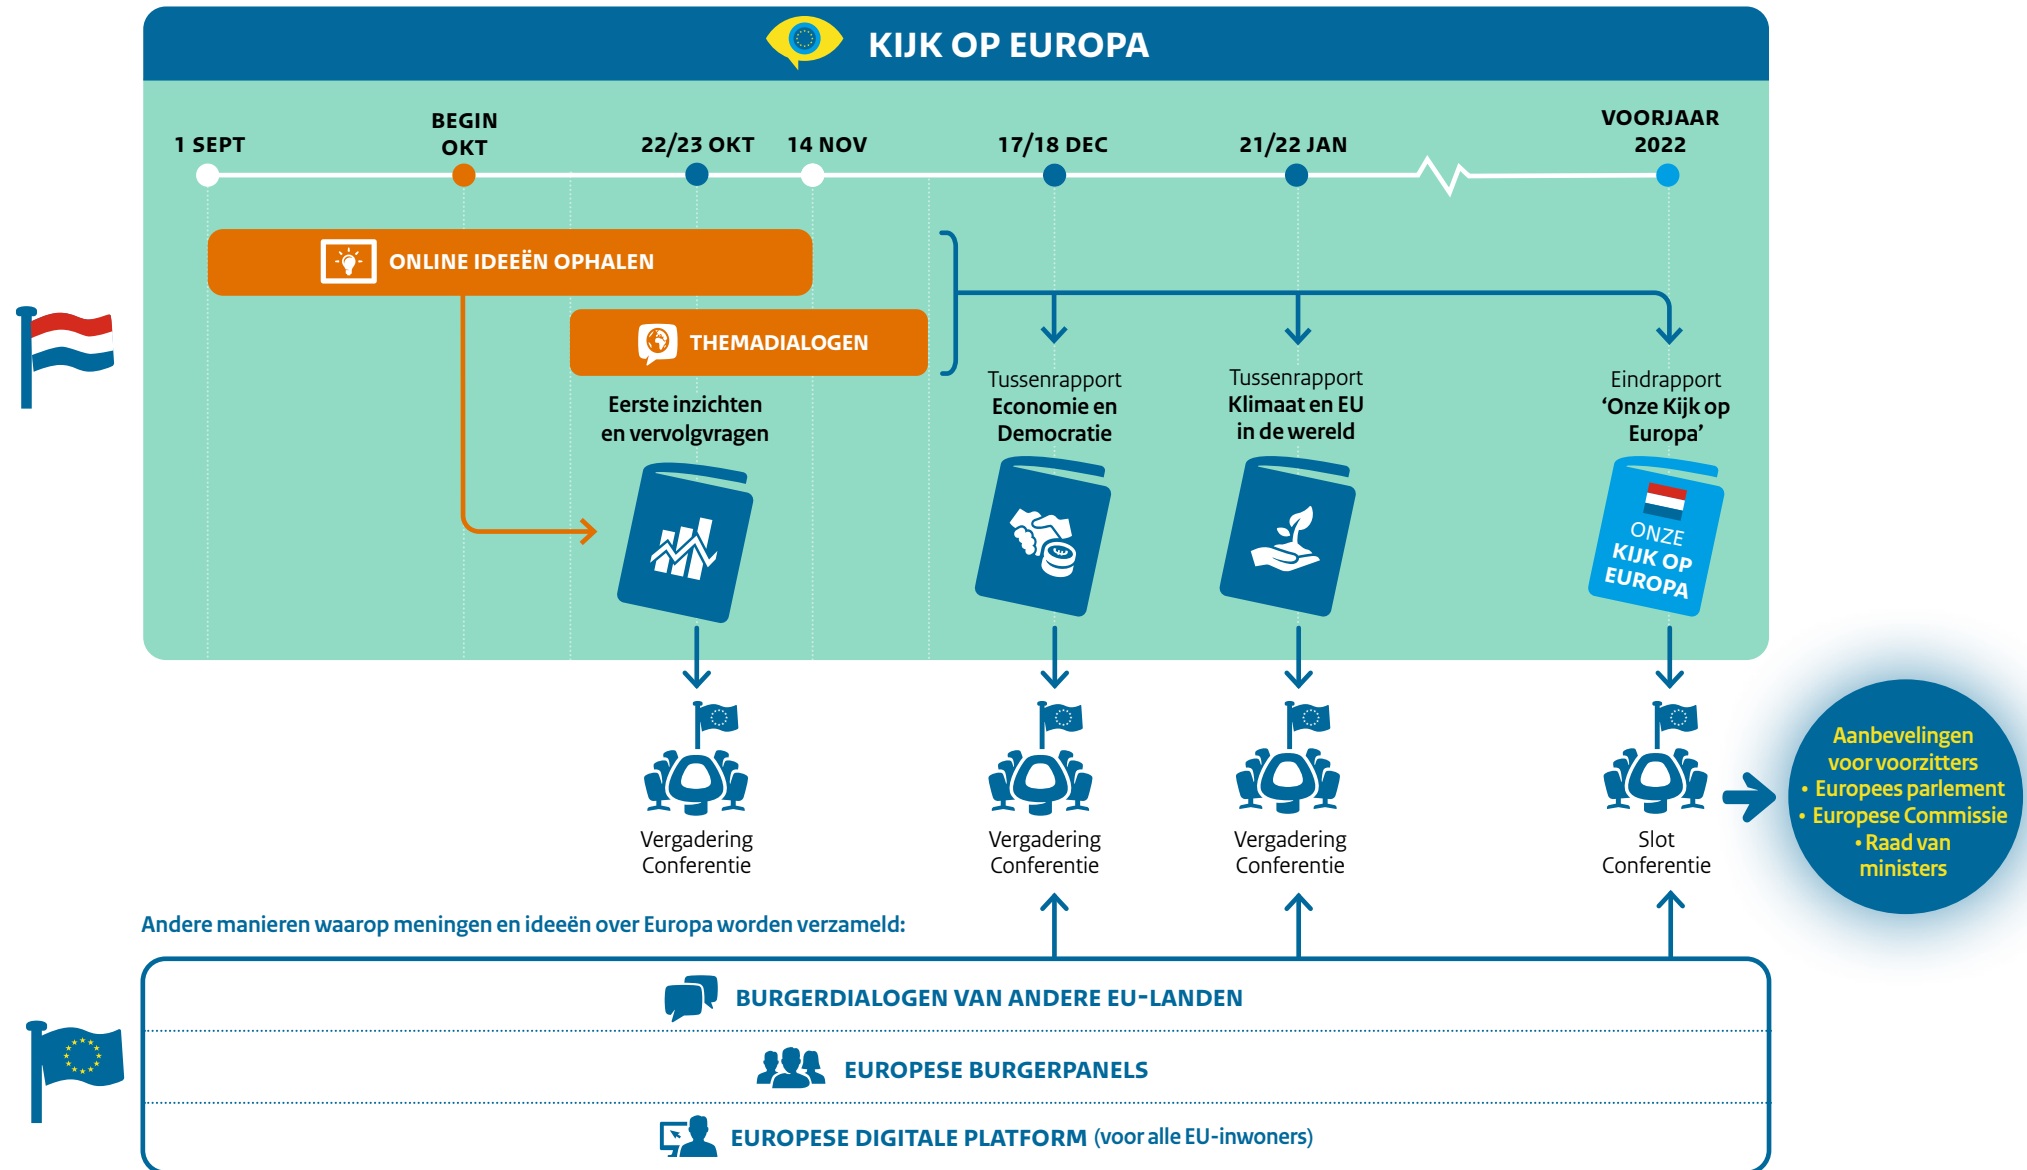 KIJK OP EUROPA
1 SEPT
BEGIN
OKT
22/23 OKT
14 NOV
17/18 DEC
21/22 JAN
VOORJAAR
2022
ONLINE IDEEËN OPHALEN
THEMADIALOGEN
Eerste inzichten
en vervolgvragen
Tussenrapport
Economie en
Democratie
Tussenrapport
Klimaat en EU
in de wereld
Eindrapport
‘Onze Kijk op
Europa’
ONZE
KIJK OP
EUROPA
Vergadering
Conferentie
Vergadering
Conferentie
Vergadering
Conferentie
Slot
Conferentie
Aanbevelingen
voor voorzitters
• Europees parlement
• Europese Commissie
• Raad van
ministers
Andere manieren waarop meningen en ideeën over Europa worden verzameld:
BURGERDIALOGEN VAN ANDERE EU-LANDEN
EUROPESE BURGERPANELS
EUROPESE DIGITALE PLATFORM (voor alle EU-inwoners)